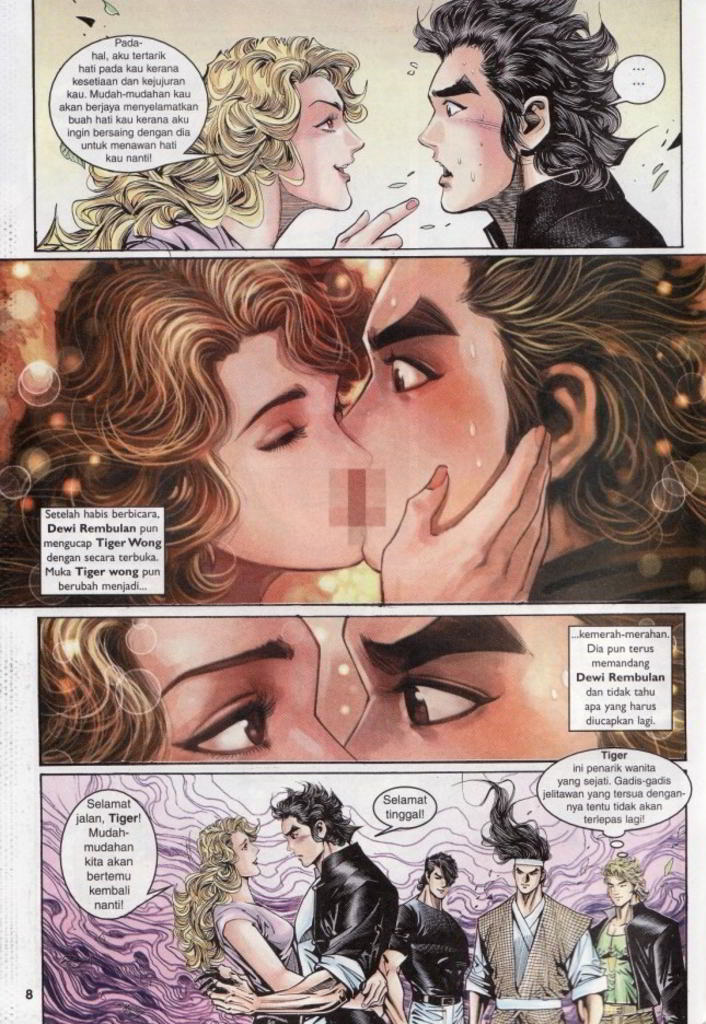 Pada-
hal, aku tertarik
hati pada kau kerana
kesetiaan dan kejujuran
kau. Mudah-mudahan kau
akan berjaya menyelamatkan
buah hati kau kerana aku
ingin bersaing dengan dia
untuk menawan hati
kau nanti!
...
...
Setelah habis berbicara,
Dewi Rembulan pun
mengucap Tiger Wong
dengan secara terbuka.
Muka Tiger wong pun
berubah menjadi...
...kemerah-merahan.
Dia pun terus
memandang
Dewi Rembulan
dan tidak tahu
apa yang harus
diucapkan lagi.
Selamat
jalan, Tiger!
Mudah-
mudahan
kita akan
bertemu
kembali
nanti!
Selamat
tinggal!
Tiger
ini penarik wanita
yang sejati. Gadis-gadis
jelitawan yang tersua dengan-
nya tentu tidak akan
terlepas lagi!
8